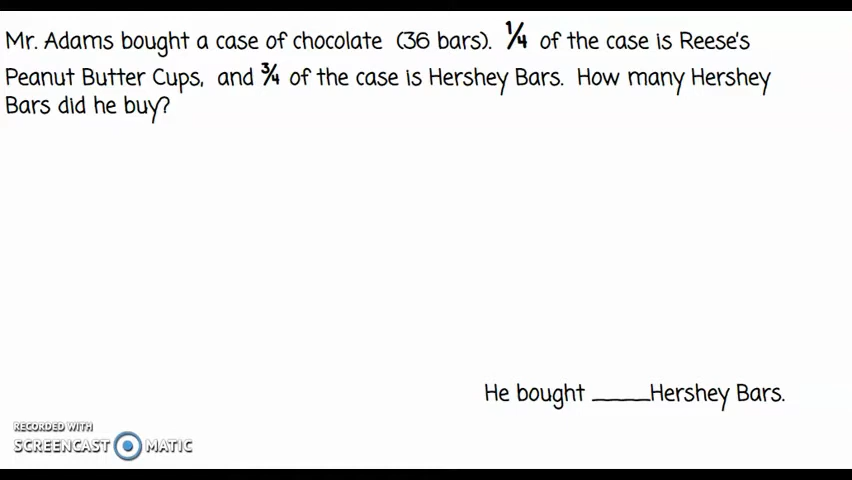 Mr. Adams bought a case of chocolate (36 bars). ¼ of the case is Reese's
Peanut Butter Cups, and ¾ of the case is Hershey Bars. How many Hershey
Bars did he buy?
He bought _____Hershey Bars.
RECORDED WITH
SCREENCAST MATIC